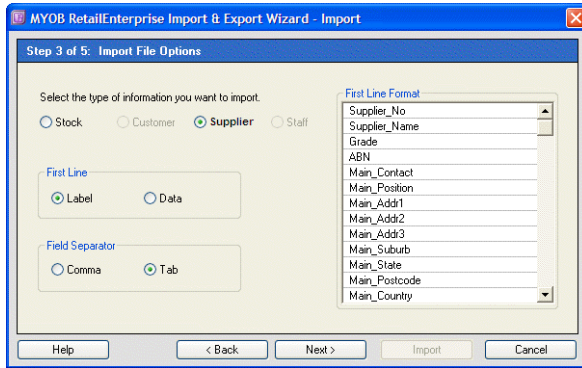 MYOB RetailEnterprise Import & Export Wizard - Import
Step 3 of 5: Import File Options
Select the type of information you want to import.
Stock Customer Supplier Staff
First Line
Label Data
Field Separator
Comma Tab
First Line Format
Supplier_No
Supplier_Name
Grade
ABN
Main_Contact
Main_Position
Main_Addr1
Main_Addr2
Main_Addr3
Main_Suburb
Main_State
Main_Postcode
Main_Country
Help < Back Next > Import Cancel